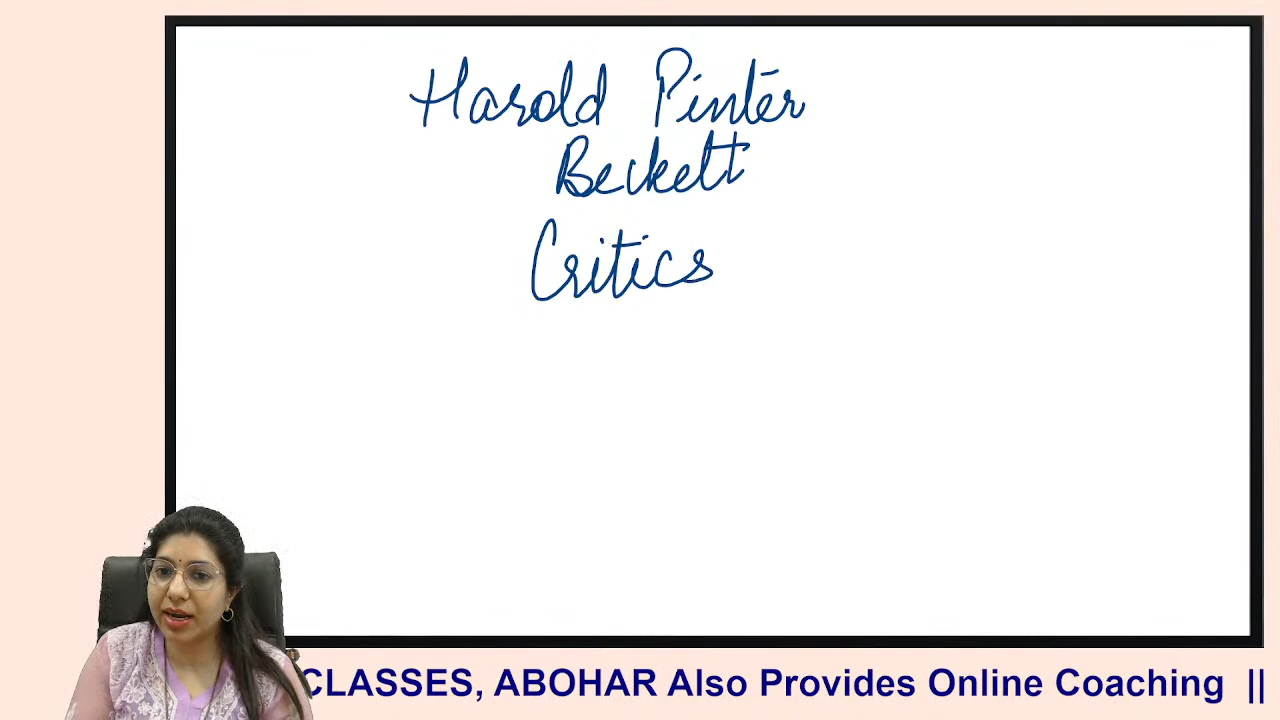 Harold Pinter
Beckett
Critics
CLASSES, ABOHAR Also Provides Online Coaching ||